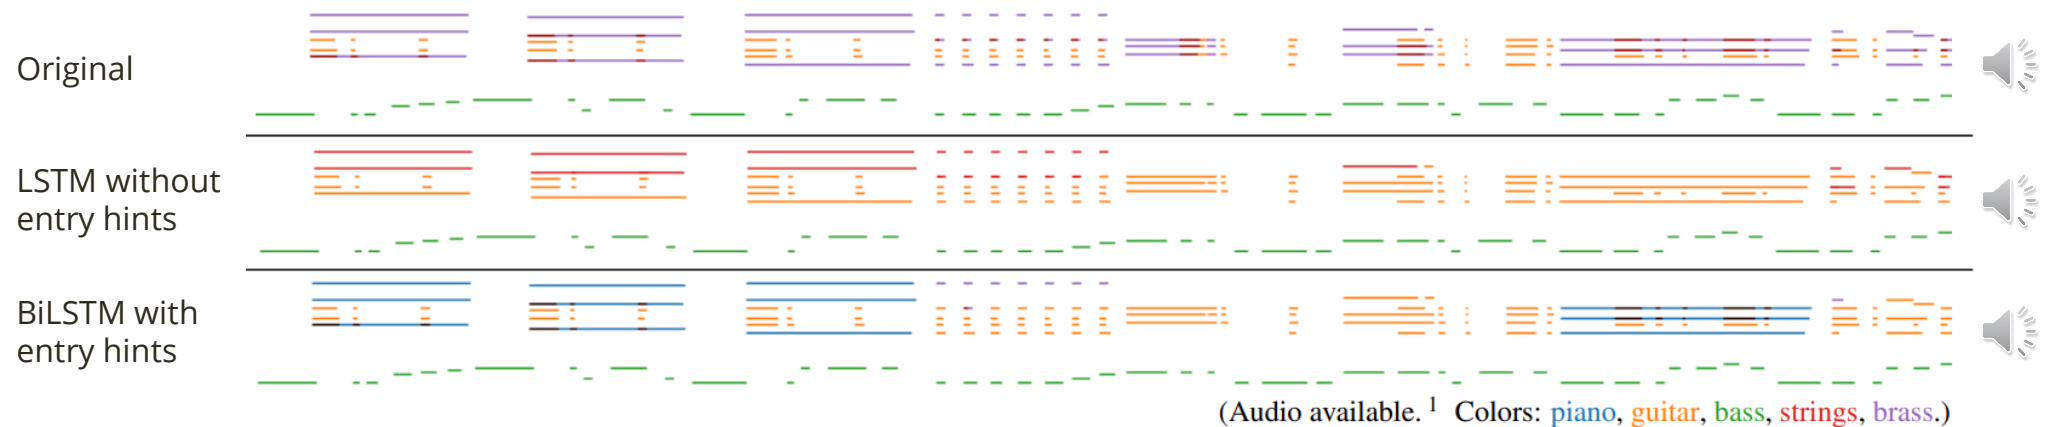 Original
LSTM without
entry hints
BiLSTM with
entry hints
(Audio available. 1 Colors: piano, guitar, bass, strings, brass.)